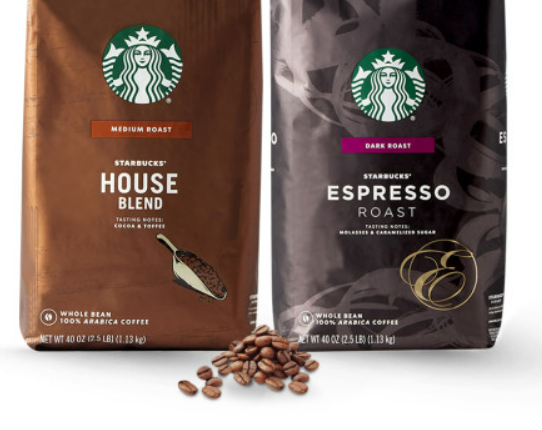 MEDIUM ROAST
STARBUCKS®
HOUSE
BLEND
TASTING NOTES:
COCOA & TOFFEE
WHOLE BEAN
100% ARABICA COFFEE
NET WT 40 OZ (2.5 LB) (1.13 kg)
DARK ROAST
STARBUCKS®
ESPRESSO
ROAST
TASTING NOTES:
MOLASSES & CARAMELIZED SUGAR
E
WHOLE BEAN
100% ARABICA COFFEE
NET WT 40 OZ (2.5 LB) (1.13 kg)